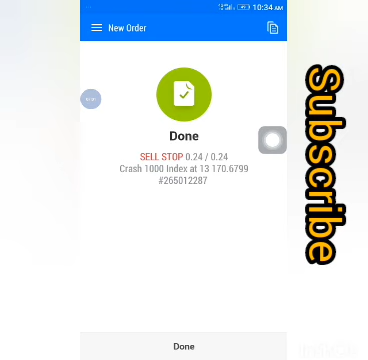 10:34 AM
New Order
Done
SELL STOP 0.24 / 0.24
Crash 1000 Index at 13 170.6799
#265012287
Done
Subscribe